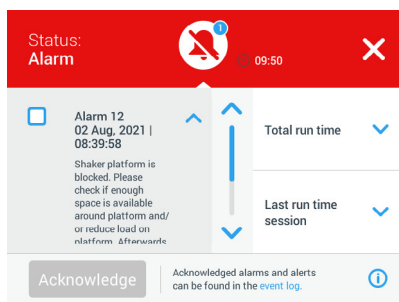 Status:
Alarm
1
09:50
Alarm 12
02 Aug, 2021 |
08:39:58
Shaker platform is
blocked. Please
check if enough
space is available
around platform and/
or reduce load on
platform. Afterwards
Total run time
Last run time
session
Acknowledge
Acknowledged alarms and alerts
can be found in the event log.